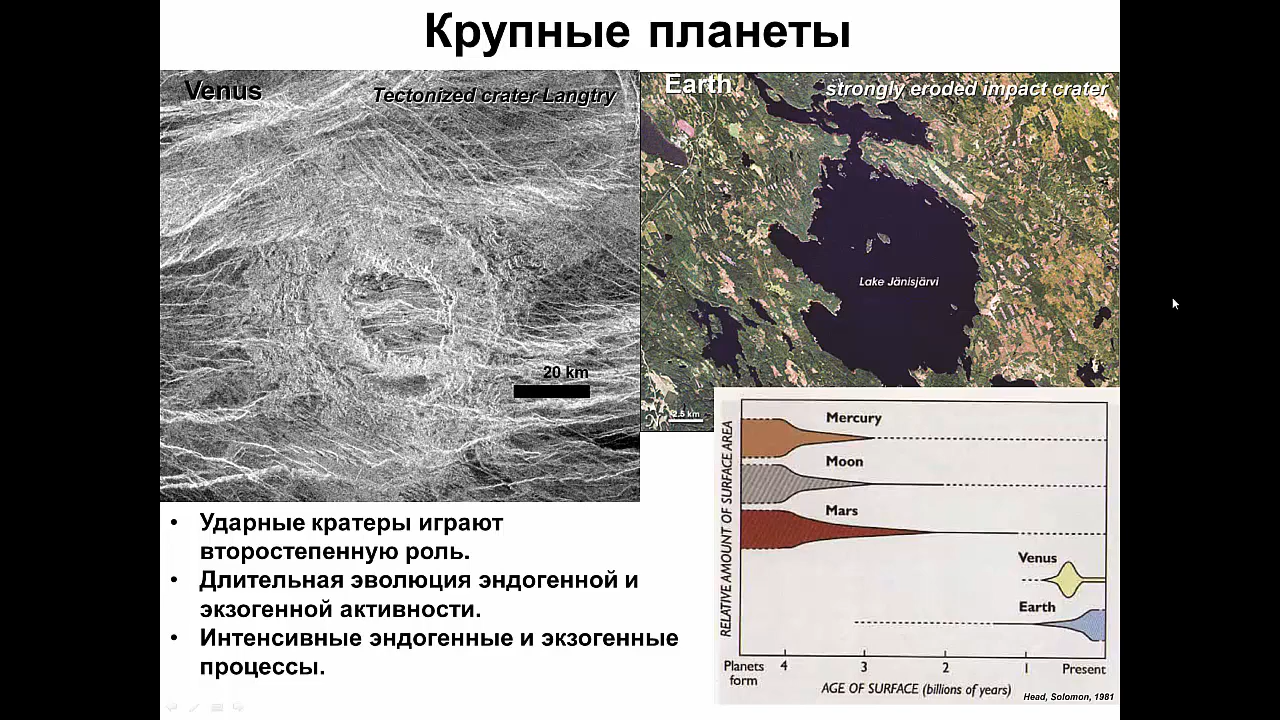 Крупные планеты
Venus
Tectonized crater Langtry
20 km
Earth
strongly eroded impact crater
Lake Jänisjärvi
2.5 km
• Ударные кратеры играют
второстепенную роль.
• Длительная эволюция эндогенной и
экзогенной активности.
• Интенсивные эндогенные и экзогенные
процессы.
RELATIVE AMOUNT OF SURFACE AREA
Mercury
Moon
Mars
Venus
Earth
Planets 4 3 2 1 Present
form
AGE OF SURFACE (billions of years)
Head, Solomon, 1981